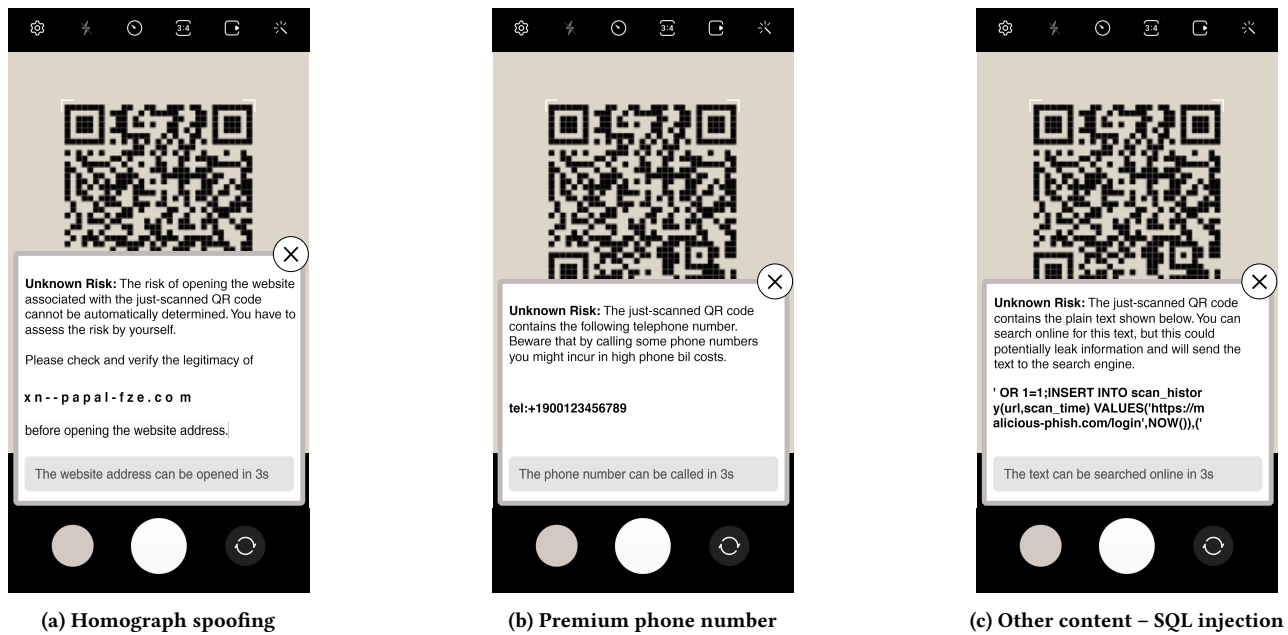 3:4
Unknown Risk: The risk of opening the website
associated with the just-scanned QR code
cannot be automatically determined. You have to
assess the risk by yourself.
Please check and verify the legitimacy of
xn--papal-fze.com
before opening the website address.
The website address can be opened in 3s
(a) Homograph spoofing
3:4
Unknown Risk: The just-scanned QR code
contains the following telephone number.
Beware that by calling some phone numbers
you might incur in high phone bil costs.
tel:+1900123456789
The phone number can be called in 3s
(b) Premium phone number
3:4
Unknown Risk: The just-scanned QR code
contains the plain text shown below. You can
search online for this text, but this could
potentially leak information and will send the
text to the search engine.
' OR 1=1;INSERT INTO scan_histor
y(url,scan_time) VALUES('https://m
alicious-phish.com/login',NOW()),('
The text can be searched online in 3s
(c) Other content – SQL injection